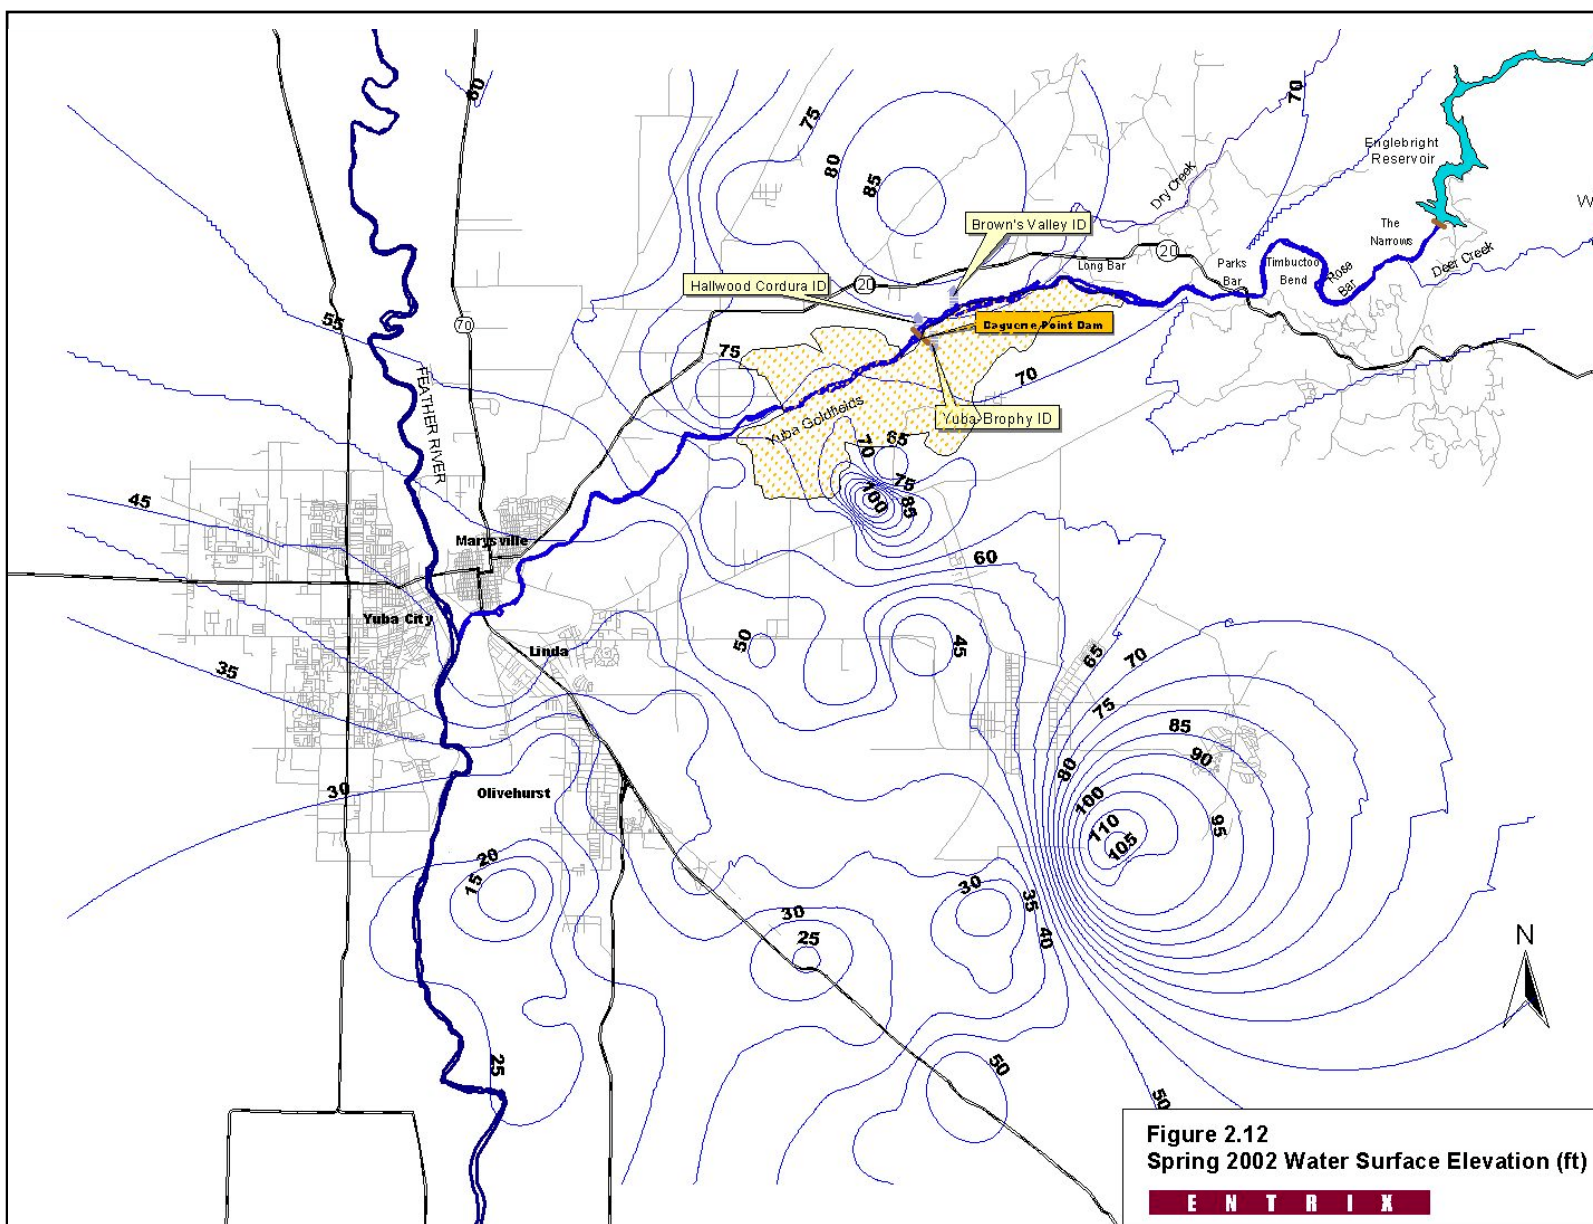 60
75
70
80
85
Englebright
Reservoir
Dry Creek
W
The
Narrows
Brown's Valley ID
20
Long Bar
20
Parks
Bar
Timbuctoo
Bend
Rose
Bar
Deer Creek
Hallwood Cordura ID
55
70
Daguerre Point Dam
75
70
FEATHER RIVER
Yuba Goldfields
Yuba-Brophy ID
70
65
75
85
100
45
Marysville
60
Yuba City
Linda
50
45
65
70
35
75
85
90
80
30
Olivehurst
100
95
110
105
20
15
30
30
35
25
40
N
25
50
50
Figure 2.12
Spring 2002 Water Surface Elevation (ft)
E N T R I X